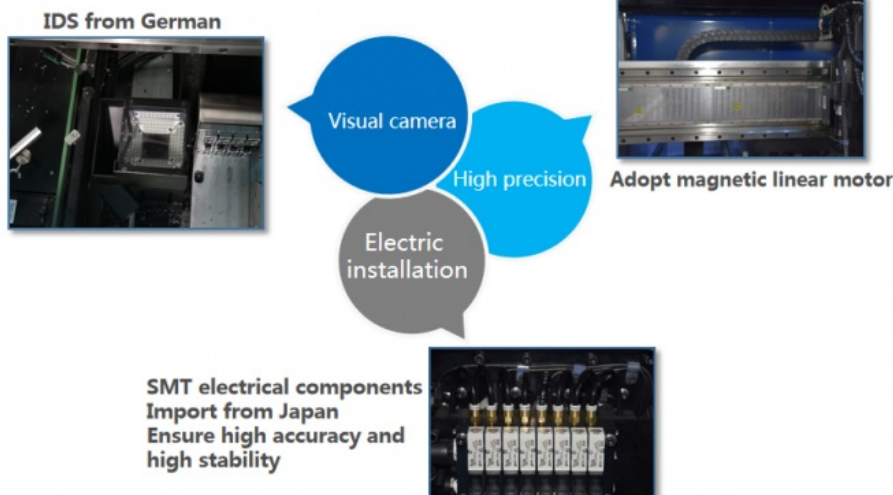 IDS from German
Visual camera
High precision
Adopt magnetic linear motor
Electric
installation
SMT electrical components
Import from Japan
Ensure high accuracy and
high stability